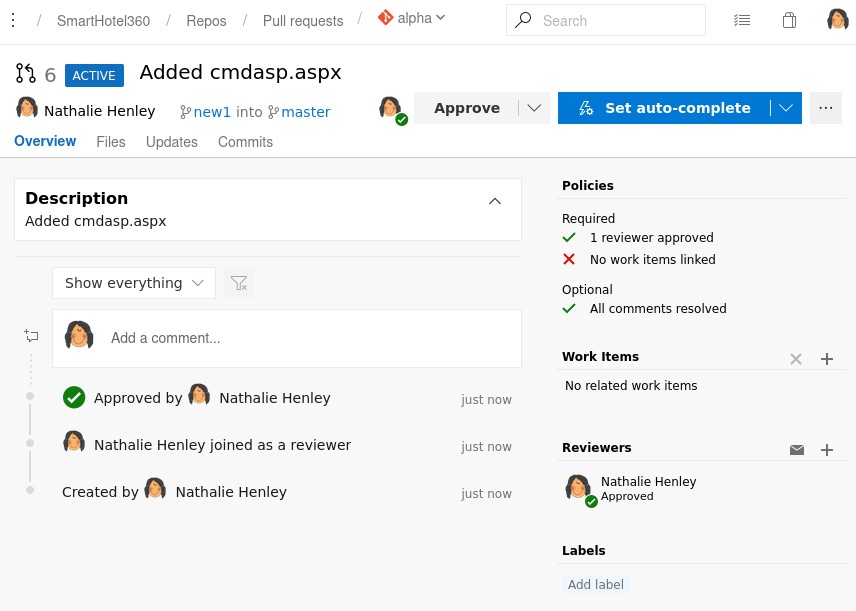 / SmartHotel360 / Repos / Pull requests / alpha
Search
6 ACTIVE Added cmdasp.aspx
Nathalie Henley new1 into master
Approve
Set auto-complete
Overview Files Updates Commits
Description
Added cmdasp.aspx
Show everything
Add a comment...
Approved by Nathalie Henley just now
Nathalie Henley joined as a reviewer just now
Created by Nathalie Henley just now
Policies
Required
1 reviewer approved
No work items linked
Optional
All comments resolved
Work Items
No related work items
Reviewers
Nathalie Henley
Approved
Labels
Add label